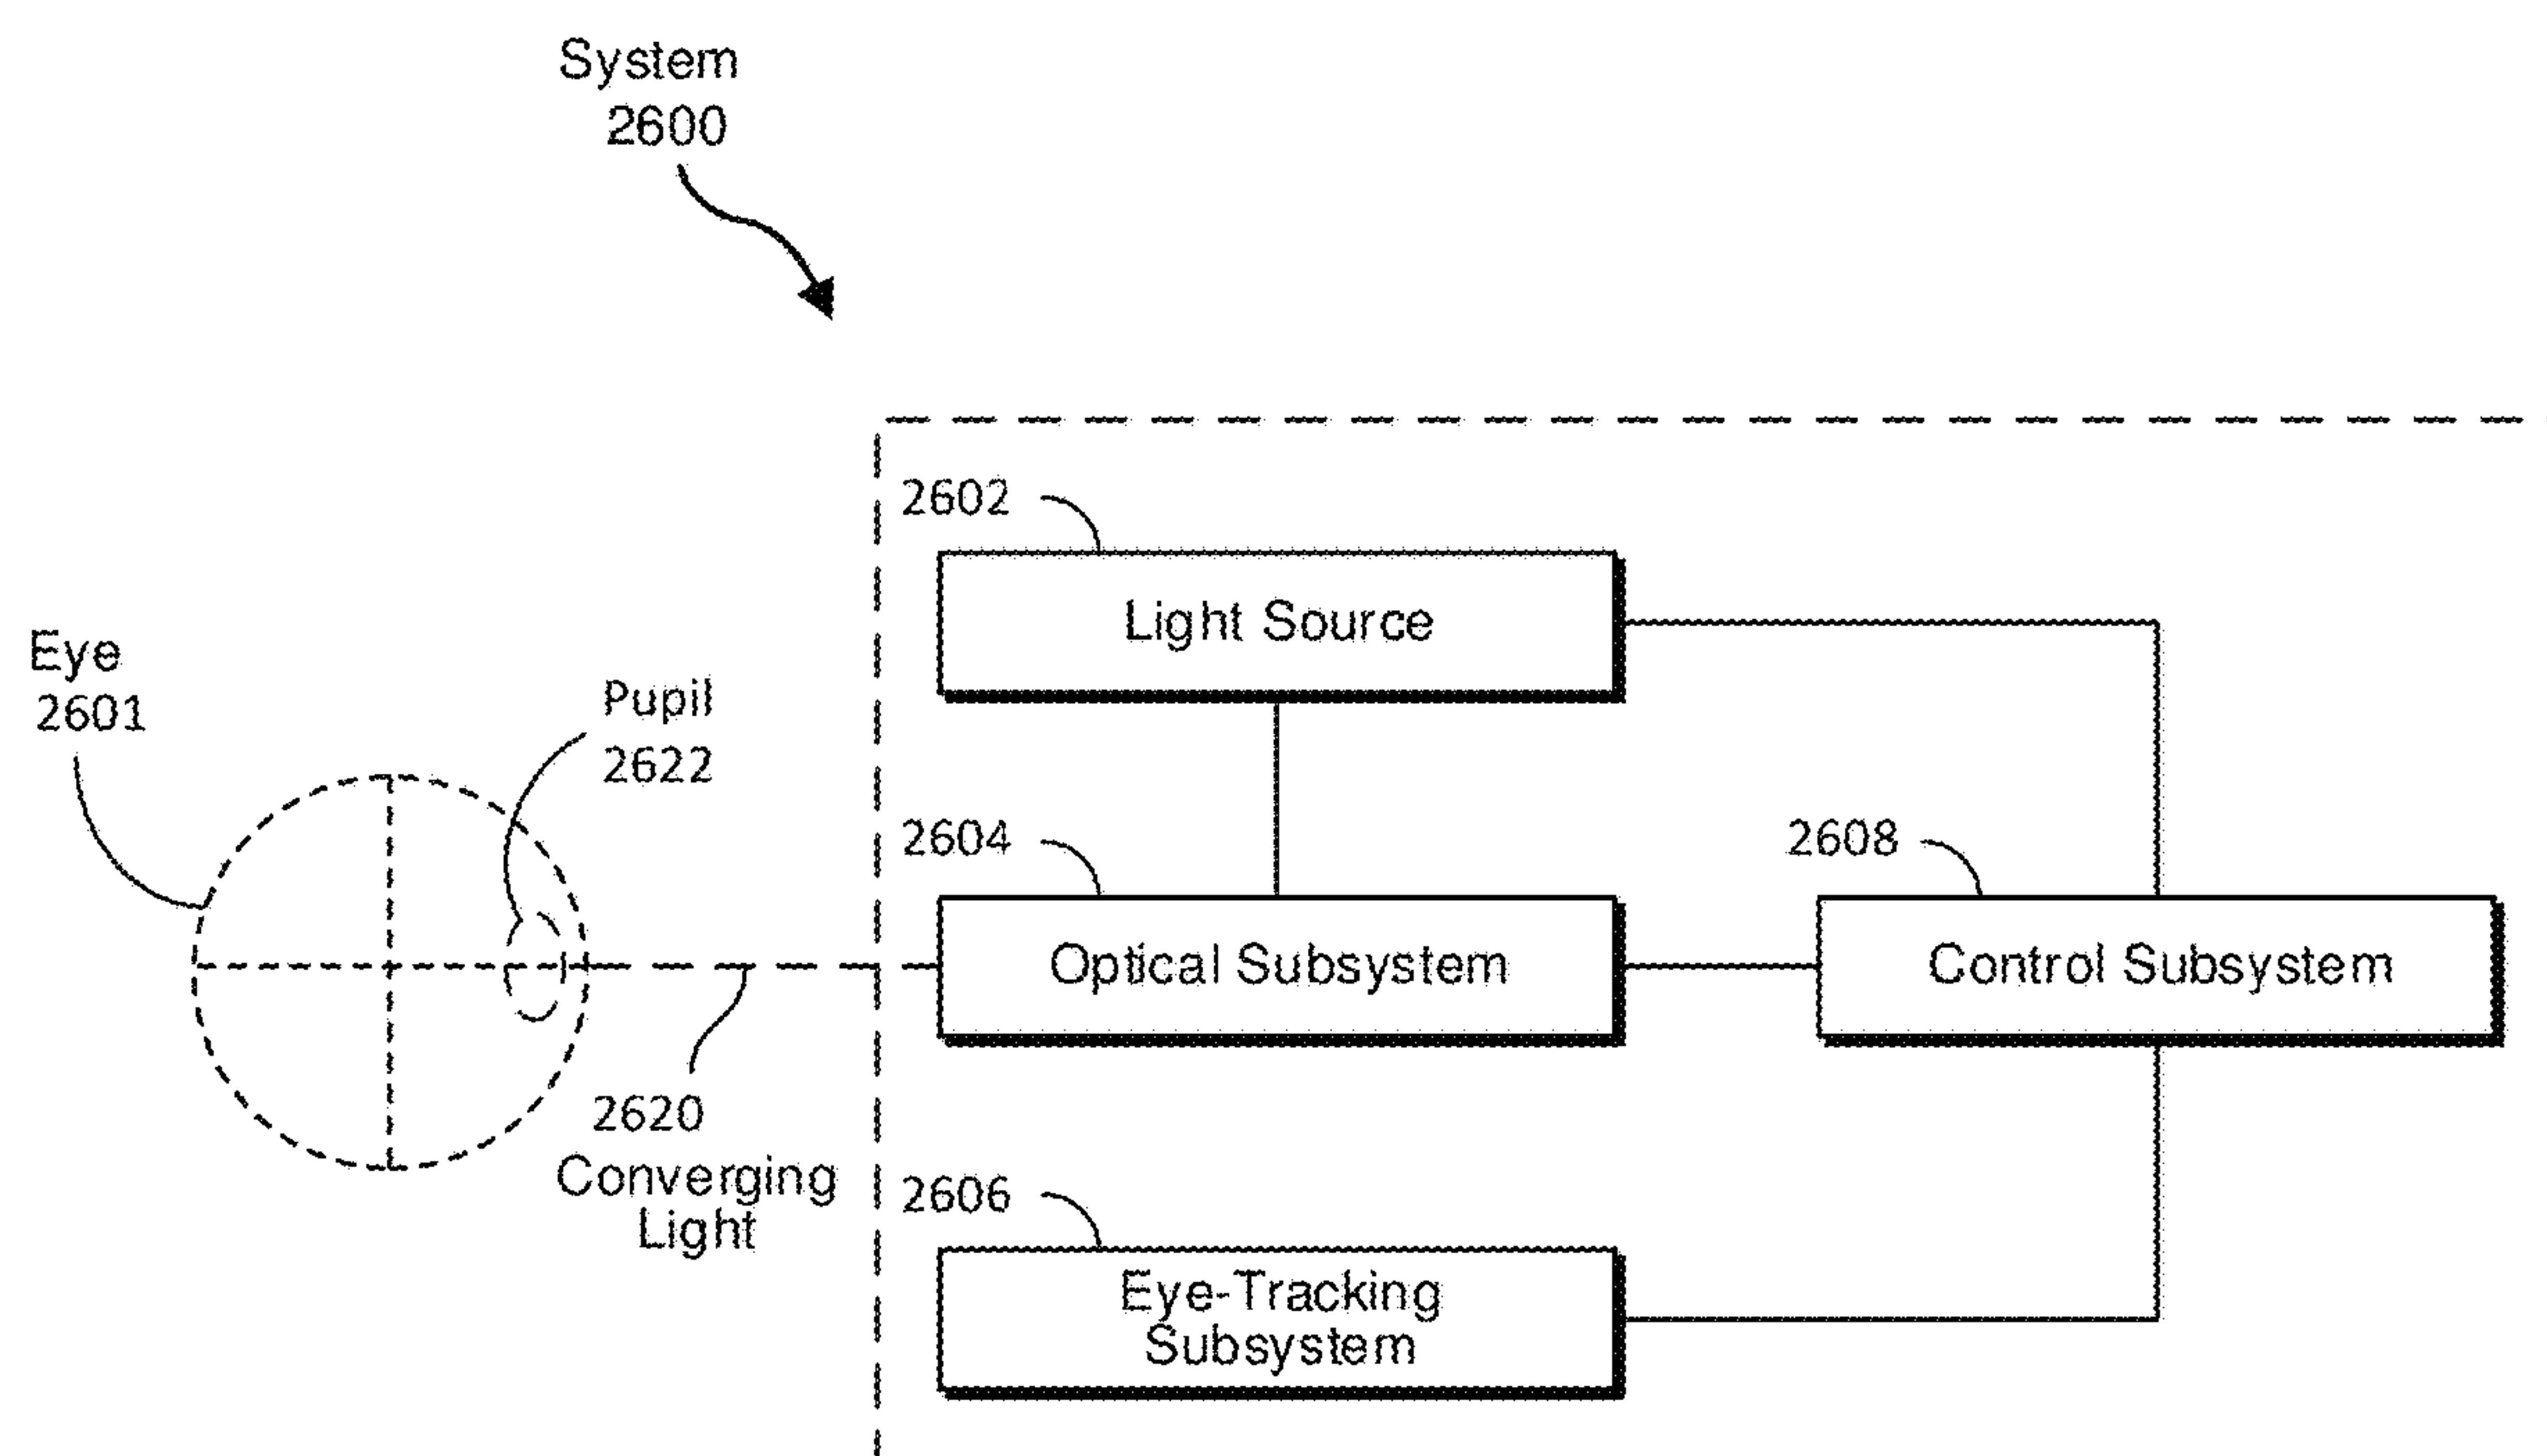 System
2600
2602
Light Source
Eye
2601
Pupil
2622
2604
2608
Optical Subsystem
Control Subsystem
2620
Converging
Light
2606
Eye-Tracking
Subsystem